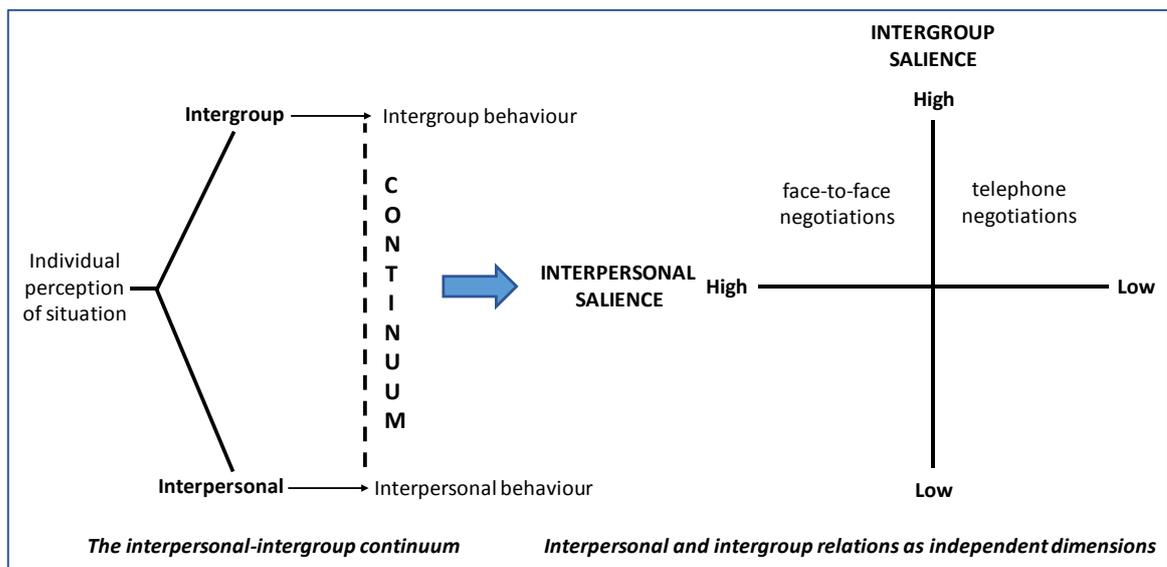 Intergroup
Intergroup behaviour
Individual
perception
of situation
CONTINUUM
Interpersonal
Interpersonal behaviour
The interpersonal-intergroup continuum
INTERGROUP
SALIENCE
High
face-to-face
negotiations
telephone
negotiations
INTERPERSONAL
SALIENCE
High
Low
Low
Interpersonal and intergroup relations as independent dimensions